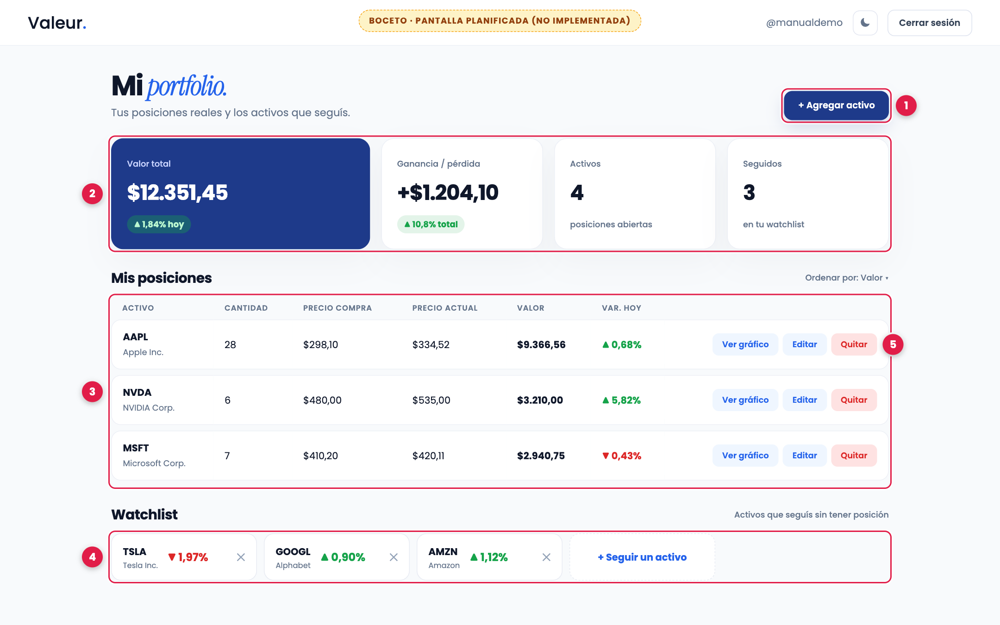 Valeur.
BOCETO · PANTALLA PLANIFICADA (NO IMPLEMENTADA)
@manualdemo
Cerrar sesión
Mi portfolio.
Tus posiciones reales y los activos que seguís.
+ Agregar activo
1
2
Valor total
$12.351,45
▲ 1,84% hoy
Ganancia / pérdida
+$1.204,10
▲ 10,8% total
Activos
4
posiciones abiertas
Seguidos
3
en tu watchlist
Mis posiciones
Ordenar por: Valor ▾
3
ACTIVO CANTIDAD PRECIO COMPRA PRECIO ACTUAL VALOR VAR. HOY
AAPL
Apple Inc.
28 $298,10 $334,52 $9.366,56 ▲ 0,68% Ver gráfico Editar Quitar
5
NVDA
NVIDIA Corp.
6 $480,00 $535,00 $3.210,00 ▲ 5,82% Ver gráfico Editar Quitar
MSFT
Microsoft Corp.
7 $410,20 $420,11 $2.940,75 ▼ 0,43% Ver gráfico Editar Quitar
Watchlist
Activos que seguís sin tener posición
4
TSLA
Tesla Inc.
▼ 1,97%
GOOGL
Alphabet
▲ 0,90%
AMZN
Amazon
▲ 1,12%
+ Seguir un activo